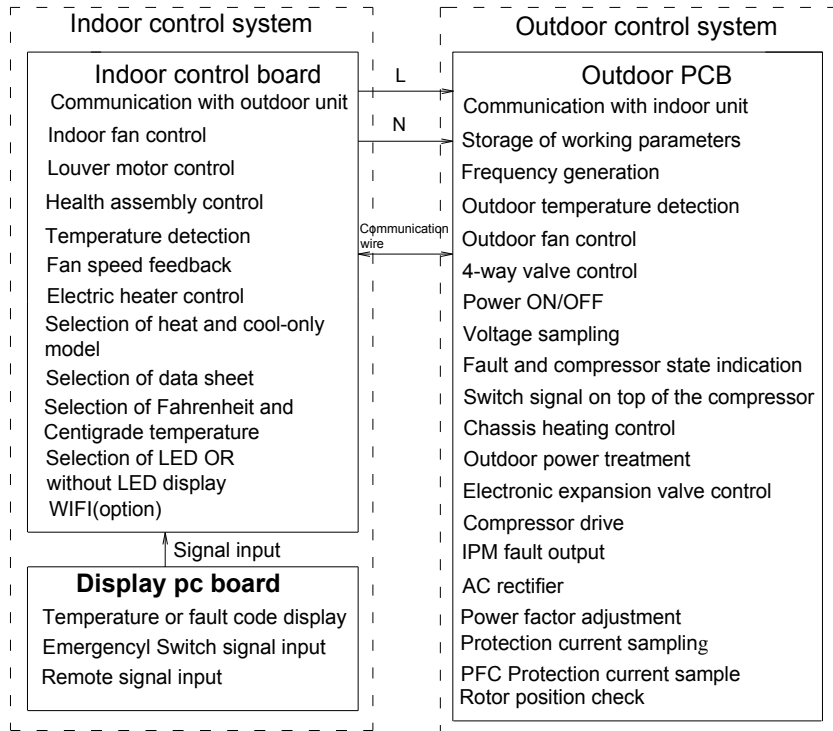 Indoor control system
Indoor control board
Communication with outdoor unit
Indoor fan control
Louver motor control
Health assembly control
Temperature detection
Fan speed feedback
Electric heater control
Selection of heat and cool-only
model
Selection of data sheet
Selection of Fahrenheit and
Centigrade temperature
Selection of LED OR
without LED display
WIFI(option)
Signal input
Display pc board
Temperature or fault code display
Emergencyl Switch signal input
Remote signal input
L
N
Communication
wire
Outdoor control system
Outdoor PCB
Communication with indoor unit
Storage of working parameters
Frequency generation
Outdoor temperature detection
Outdoor fan control
4-way valve control
Power ON/OFF
Voltage sampling
Fault and compressor state indication
Switch signal on top of the compressor
Chassis heating control
Outdoor power treatment
Electronic expansion valve control
Compressor drive
IPM fault output
AC rectifier
Power factor adjustment
Protection current sampling
PFC Protection current sample
Rotor position check